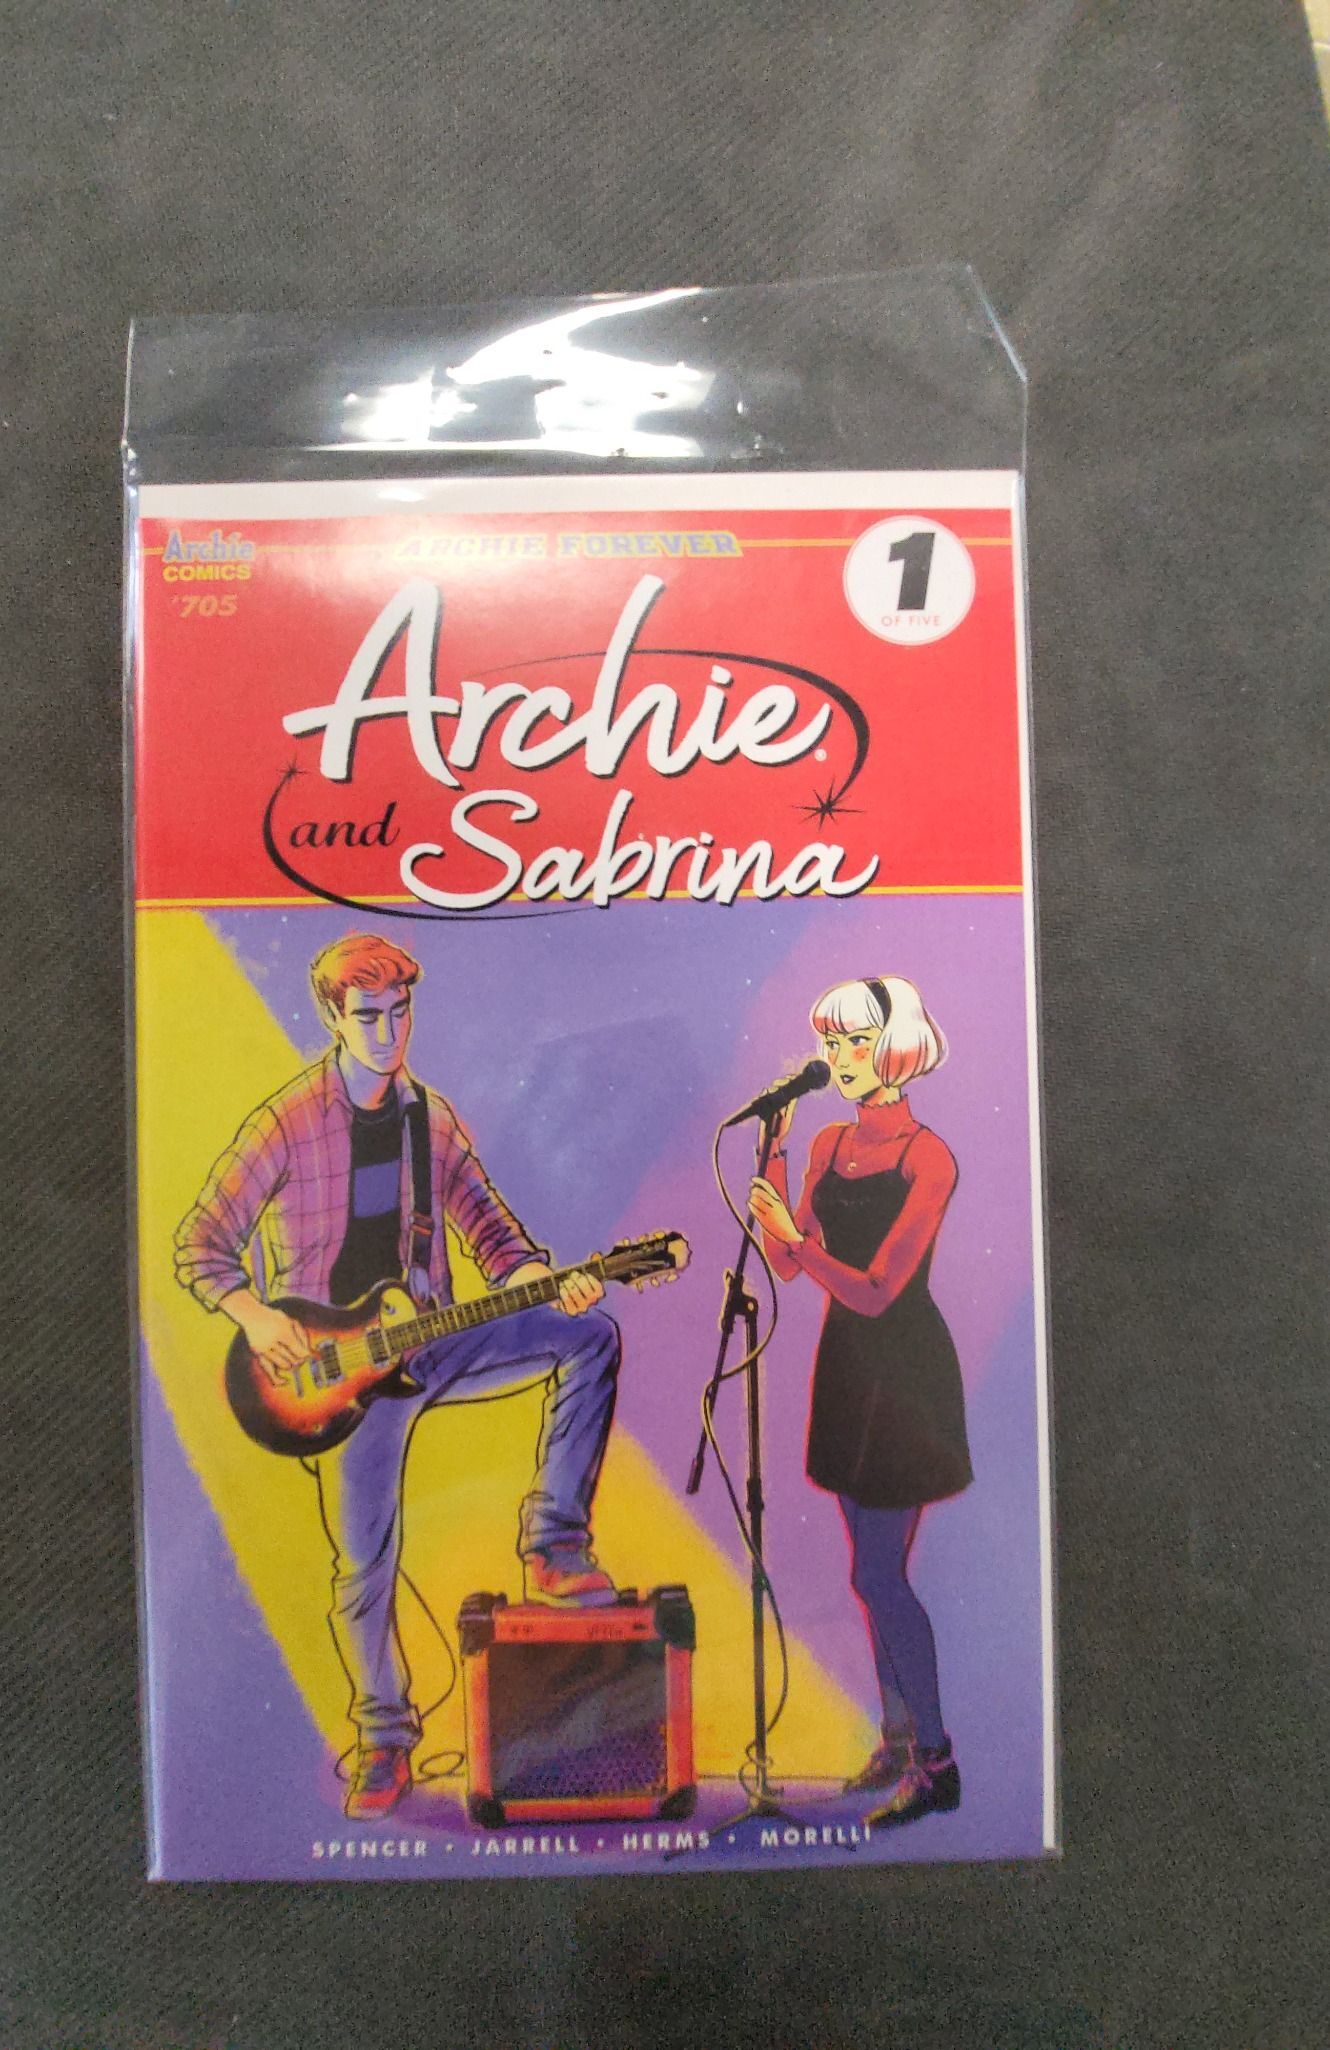 Archie
COMICS
#705
ARCHIE FOREVER
1
OF FIVE
Archie®
and Sabrina
SPENCER • JARRELL • HERMS • MORELLI